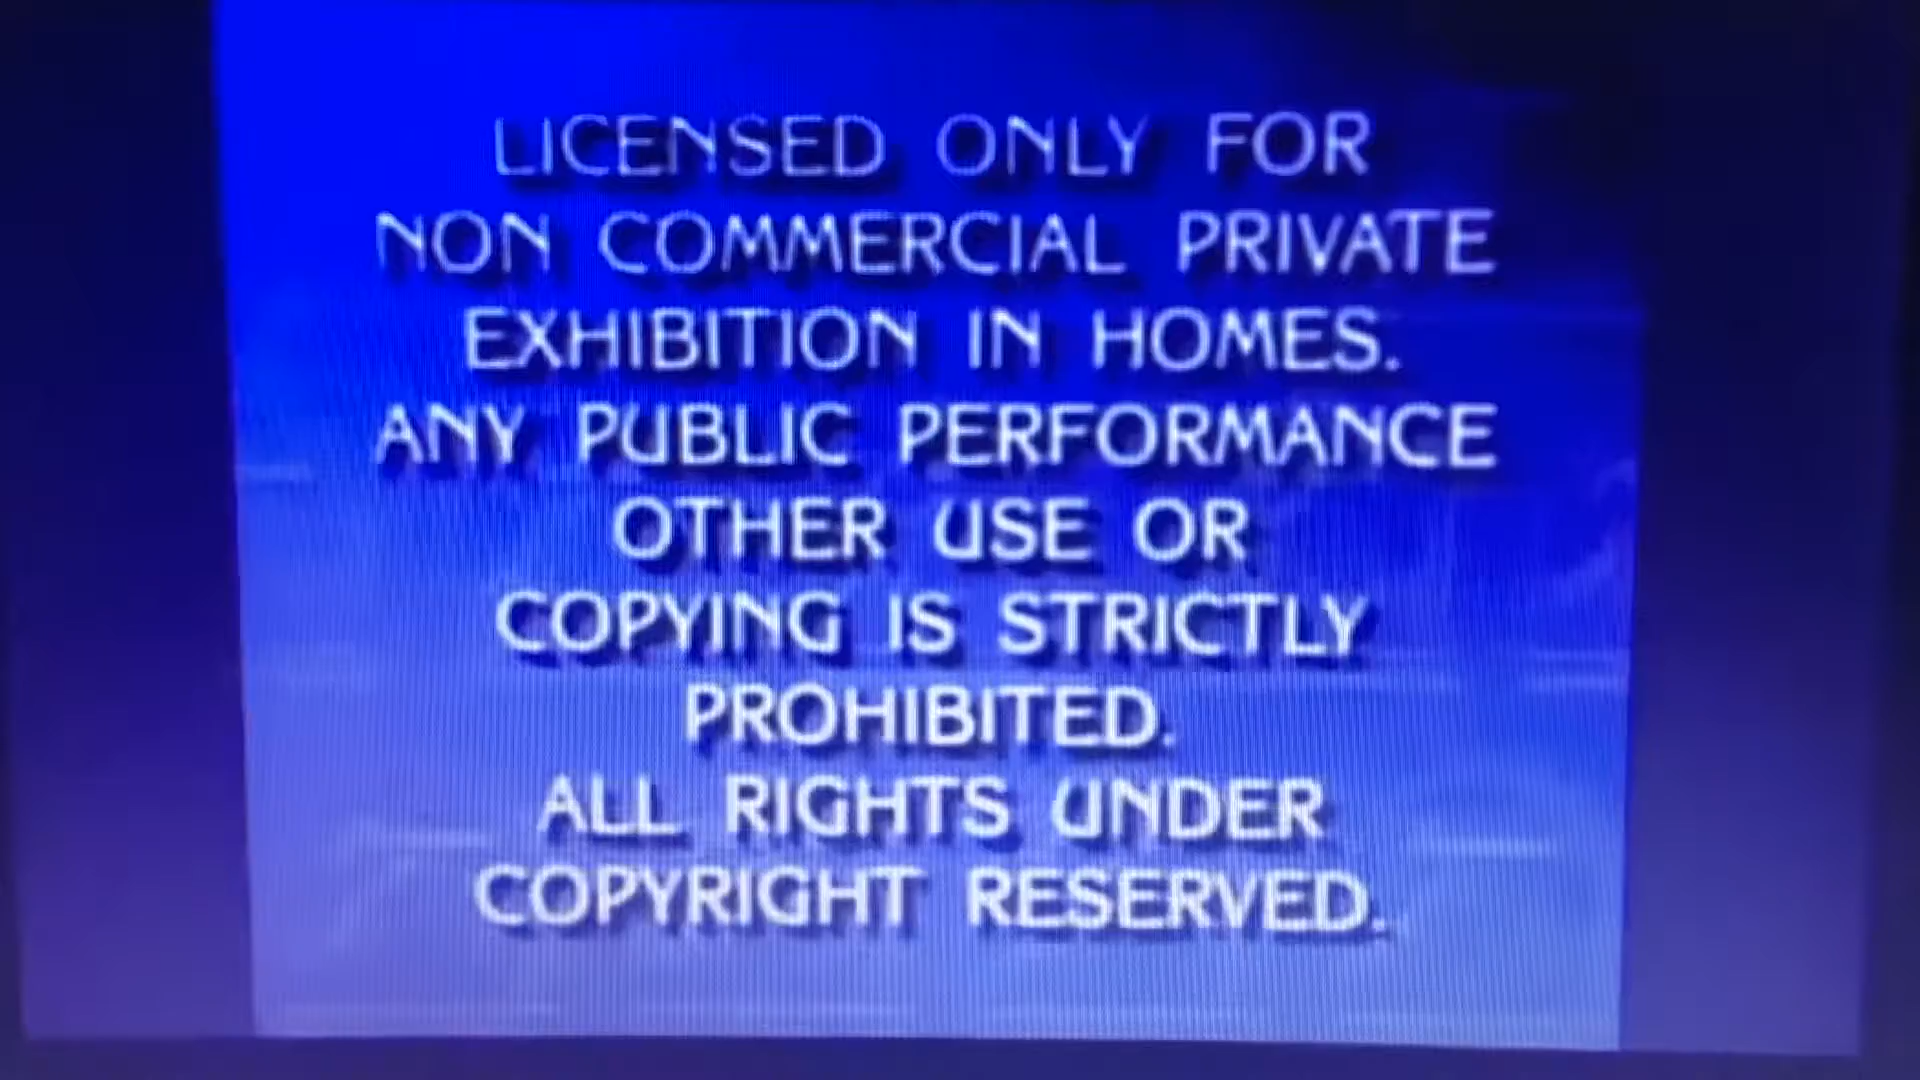 LICENSED ONLY FOR
NON COMMERCIAL PRIVATE
EXHIBITION IN HOMES.
ANY PUBLIC PERFORMANCE
OTHER USE OR
COPYING IS STRICTLY
PROHIBITED.
ALL RIGHTS UNDER
COPYRIGHT RESERVED.